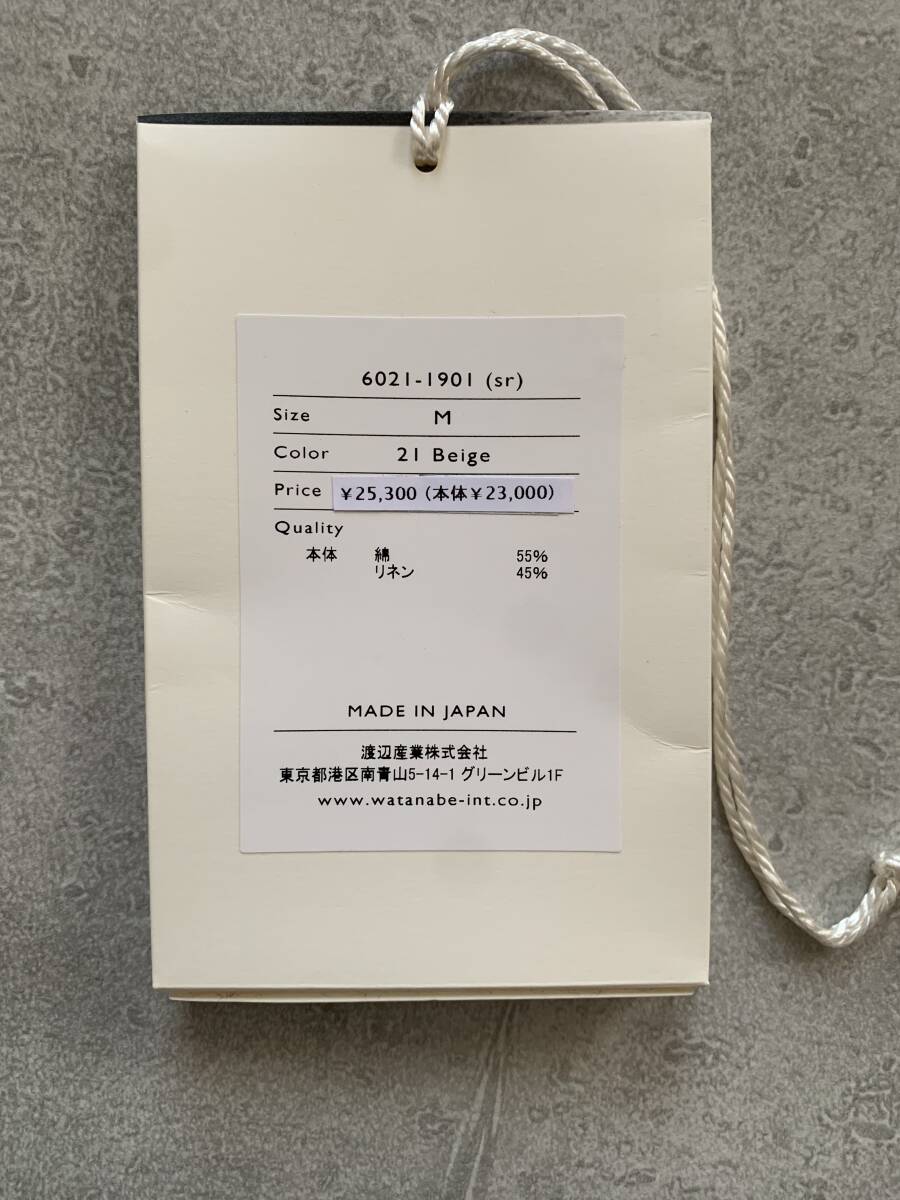 6021-1901 (sr)
Size M
Color 21 Beige
Price ¥25,300 (本体¥23,000)
Quality
本体 綿 55%
リネン 45%
MADE IN JAPAN
渡辺産業株式会社
東京都港区南青山5-14-1 グリーンビル1F
www.watanabe-int.co.jp